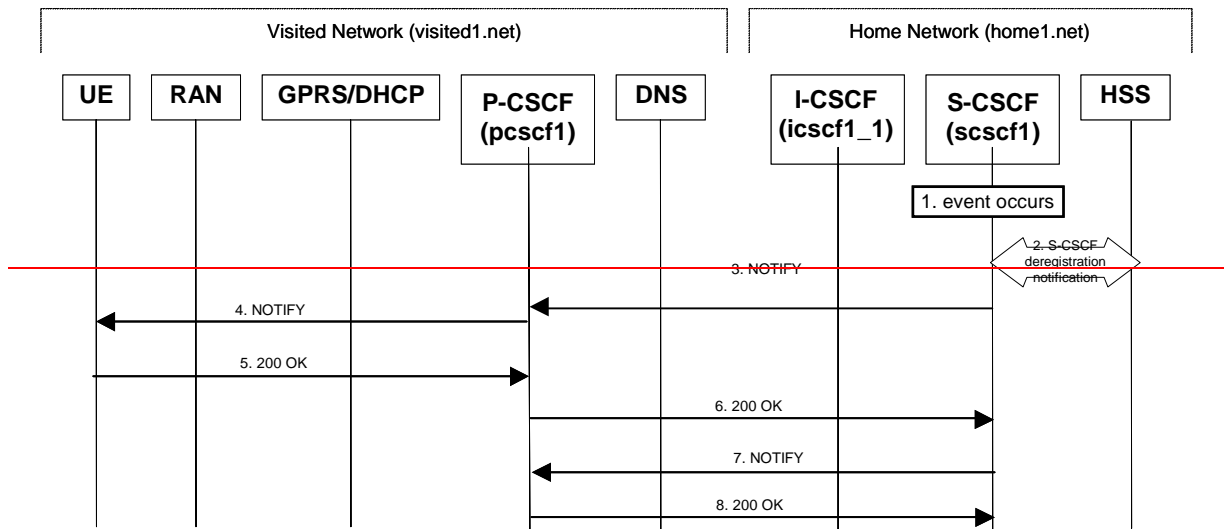 Visited Network (visited1.net)
Home Network (home1.net)
UE
RAN
GPRS/DHCP
P-CSCF
(pcscf1)
DNS
I-CSCF
(icscf1_1)
S-CSCF
(scscf1)
HSS
1. event occurs
2. S-CSCF
deregistration
notification
3. NOTIFY
4. NOTIFY
5. 200 OK
6. 200 OK
7. NOTIFY
8. 200 OK